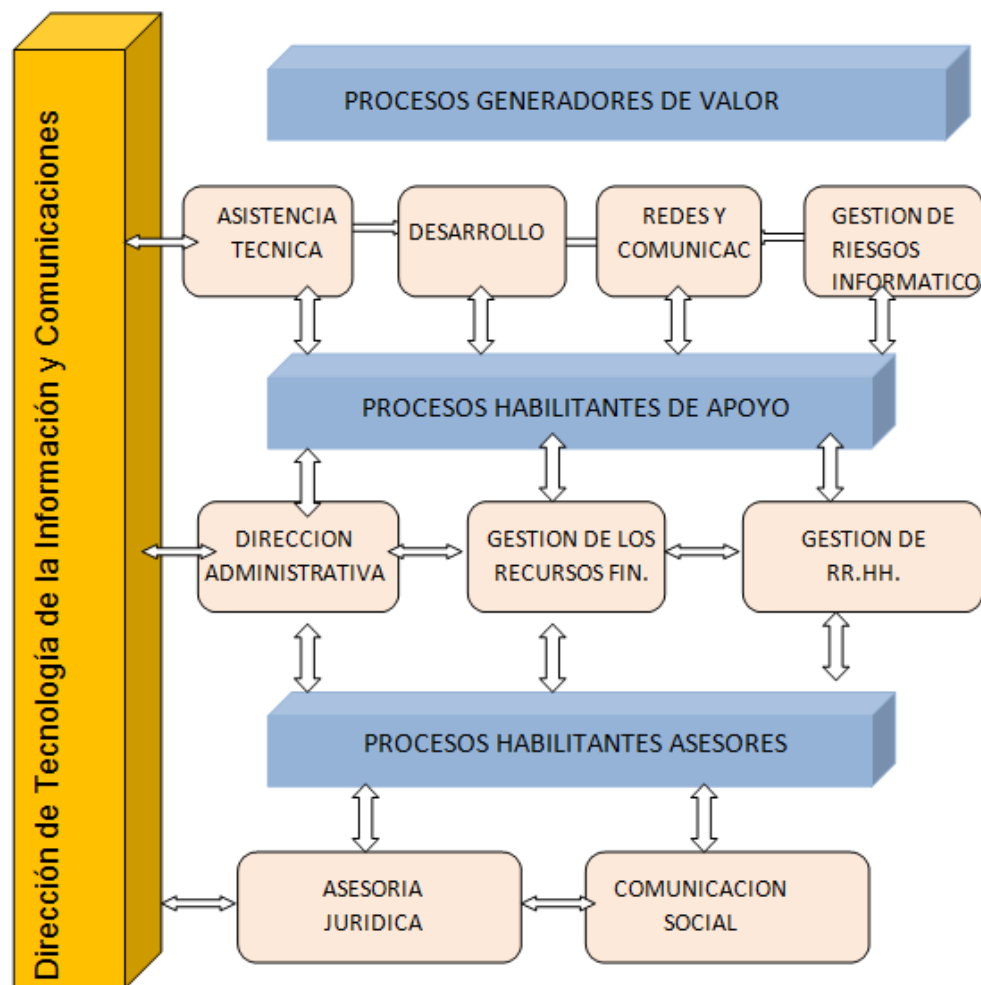 Dirección de Tecnología de la Información y Comunicaciones
PROCESOS GENERADORES DE VALOR
ASISTENCIA
TECNICA
DESARROLLO
REDES Y
COMUNICAC
GESTION DE
RIESGOS
INFORMATICO
PROCESOS HABILITANTES DE APOYO
DIRECCION
ADMINISTRATIVA
GESTION DE LOS
RECURSOS FIN.
GESTION DE
RR.HH.
PROCESOS HABILITANTES ASESORES
ASESORIA
JURIDICA
COMUNICACION
SOCIAL